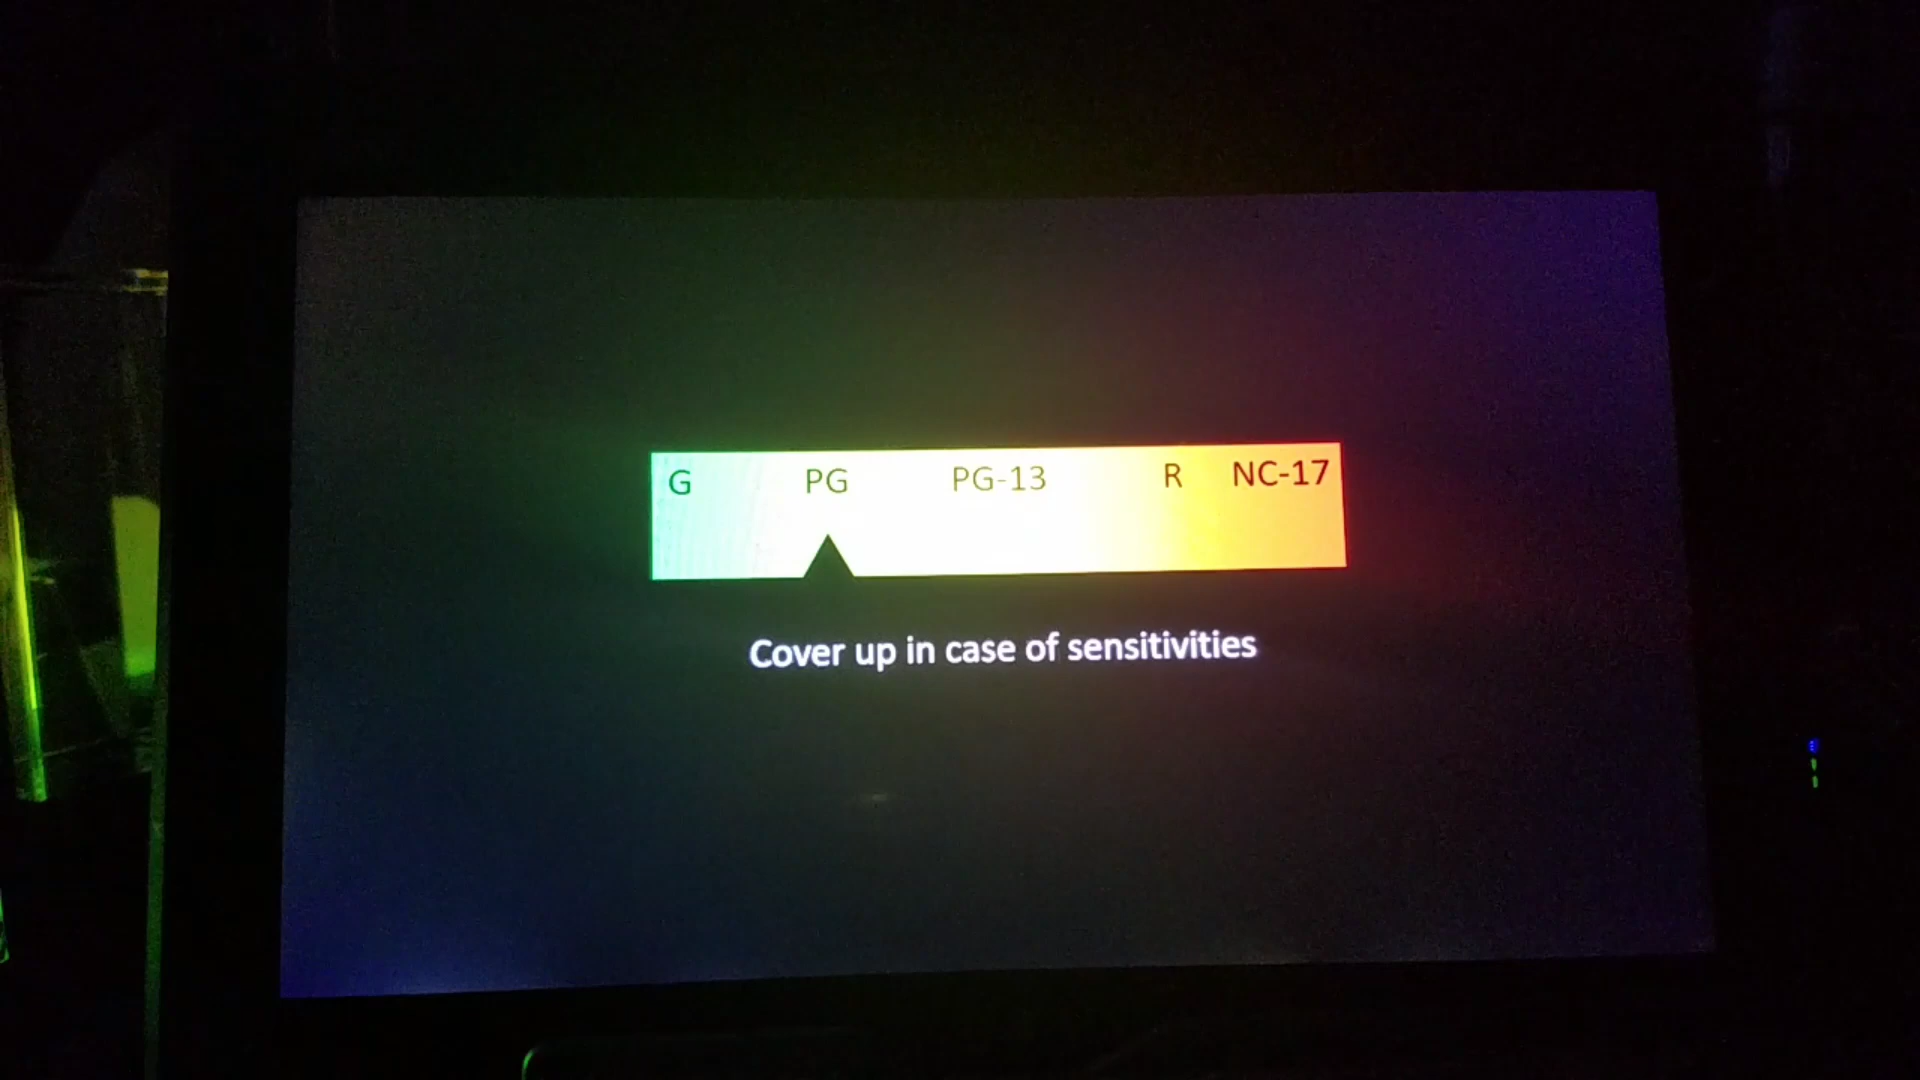 G PG PG-13 R NC-17
Cover up in case of sensitivities